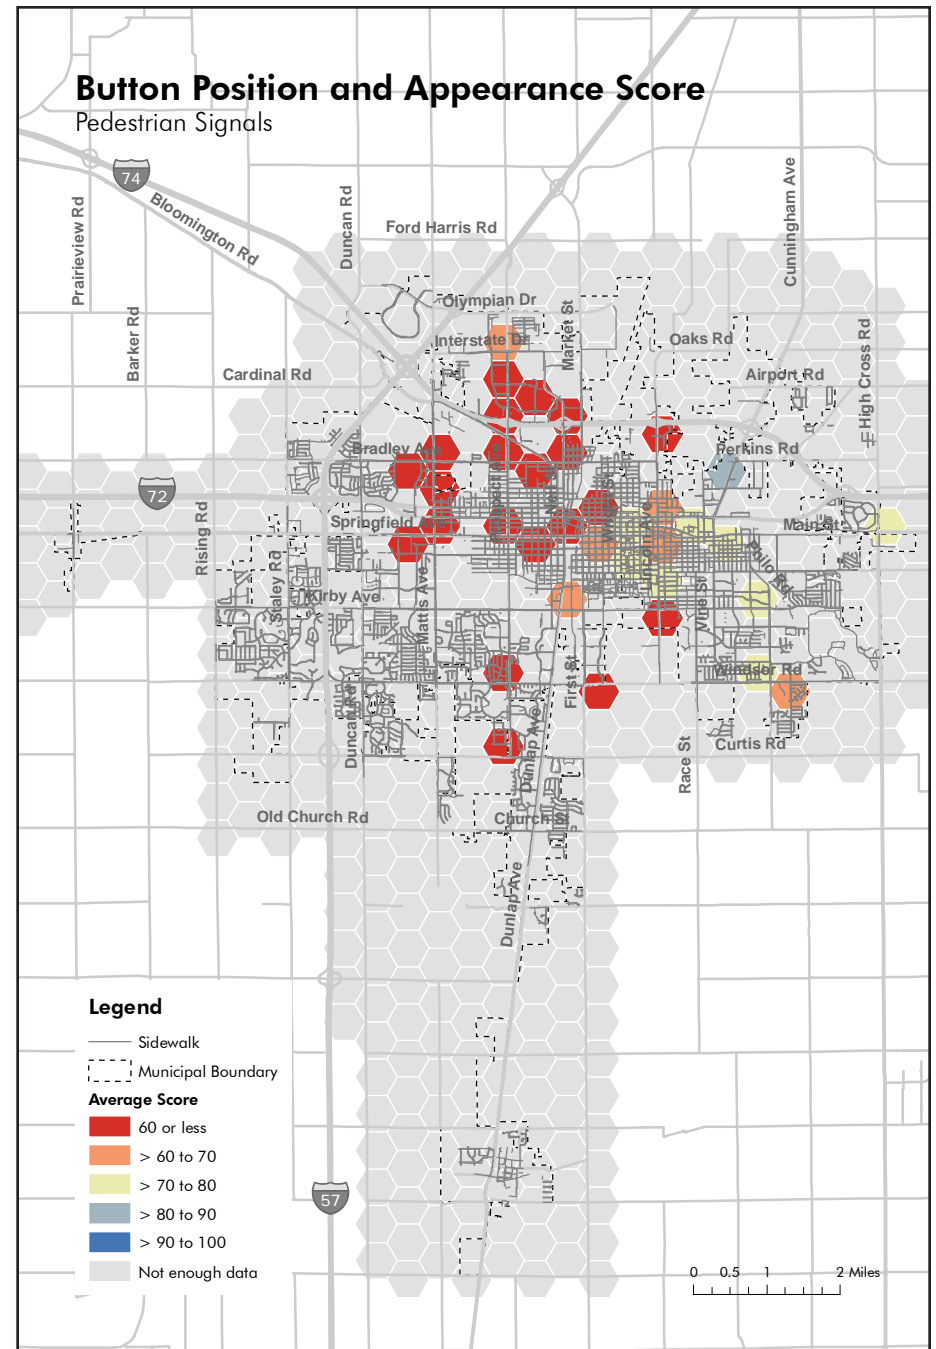 Button Position and Appearance Score
Pedestrian Signals
74
Bloomington Rd
Prairieview Rd
Duncan Rd
Ford Harris Rd
Cunningham Ave
Barker Rd
Olympian Dr
Market St
Interstate Dr
Oaks Rd
High Cross Rd
Cardinal Rd
Airport Rd
Bradley Ave
Perkins Rd
72
Prospect Ave
Rising Rd
Springfield Ave
Lincoln Ave
Main St
Philo Rd
Staley Rd
Kirby Ave
Mattis Ave
Vine St
First St
Windsor Rd
Duncan Rd
Dunlap Ave
Race St
Curtis Rd
Old Church Rd
Church St
Dunlap Ave
Legend
Sidewalk
Municipal Boundary
Average Score
60 or less
> 60 to 70
> 70 to 80
> 80 to 90
> 90 to 100
Not enough data
57
0 0.5 1 2 Miles